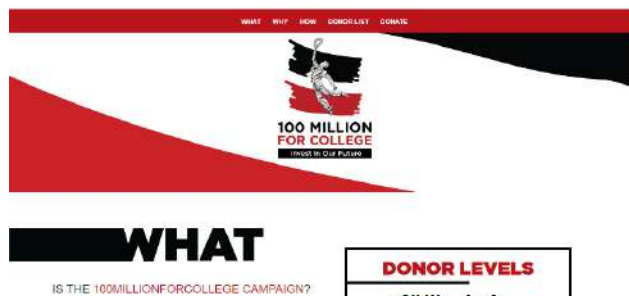 WHAT WHY HOW DONOR LIST DONATE
100 MILLION
FOR COLLEGE
Invest In Our Future
WHAT
IS THE 100MILLIONFORCOLLEGE CAMPAIGN?
DONOR LEVELS